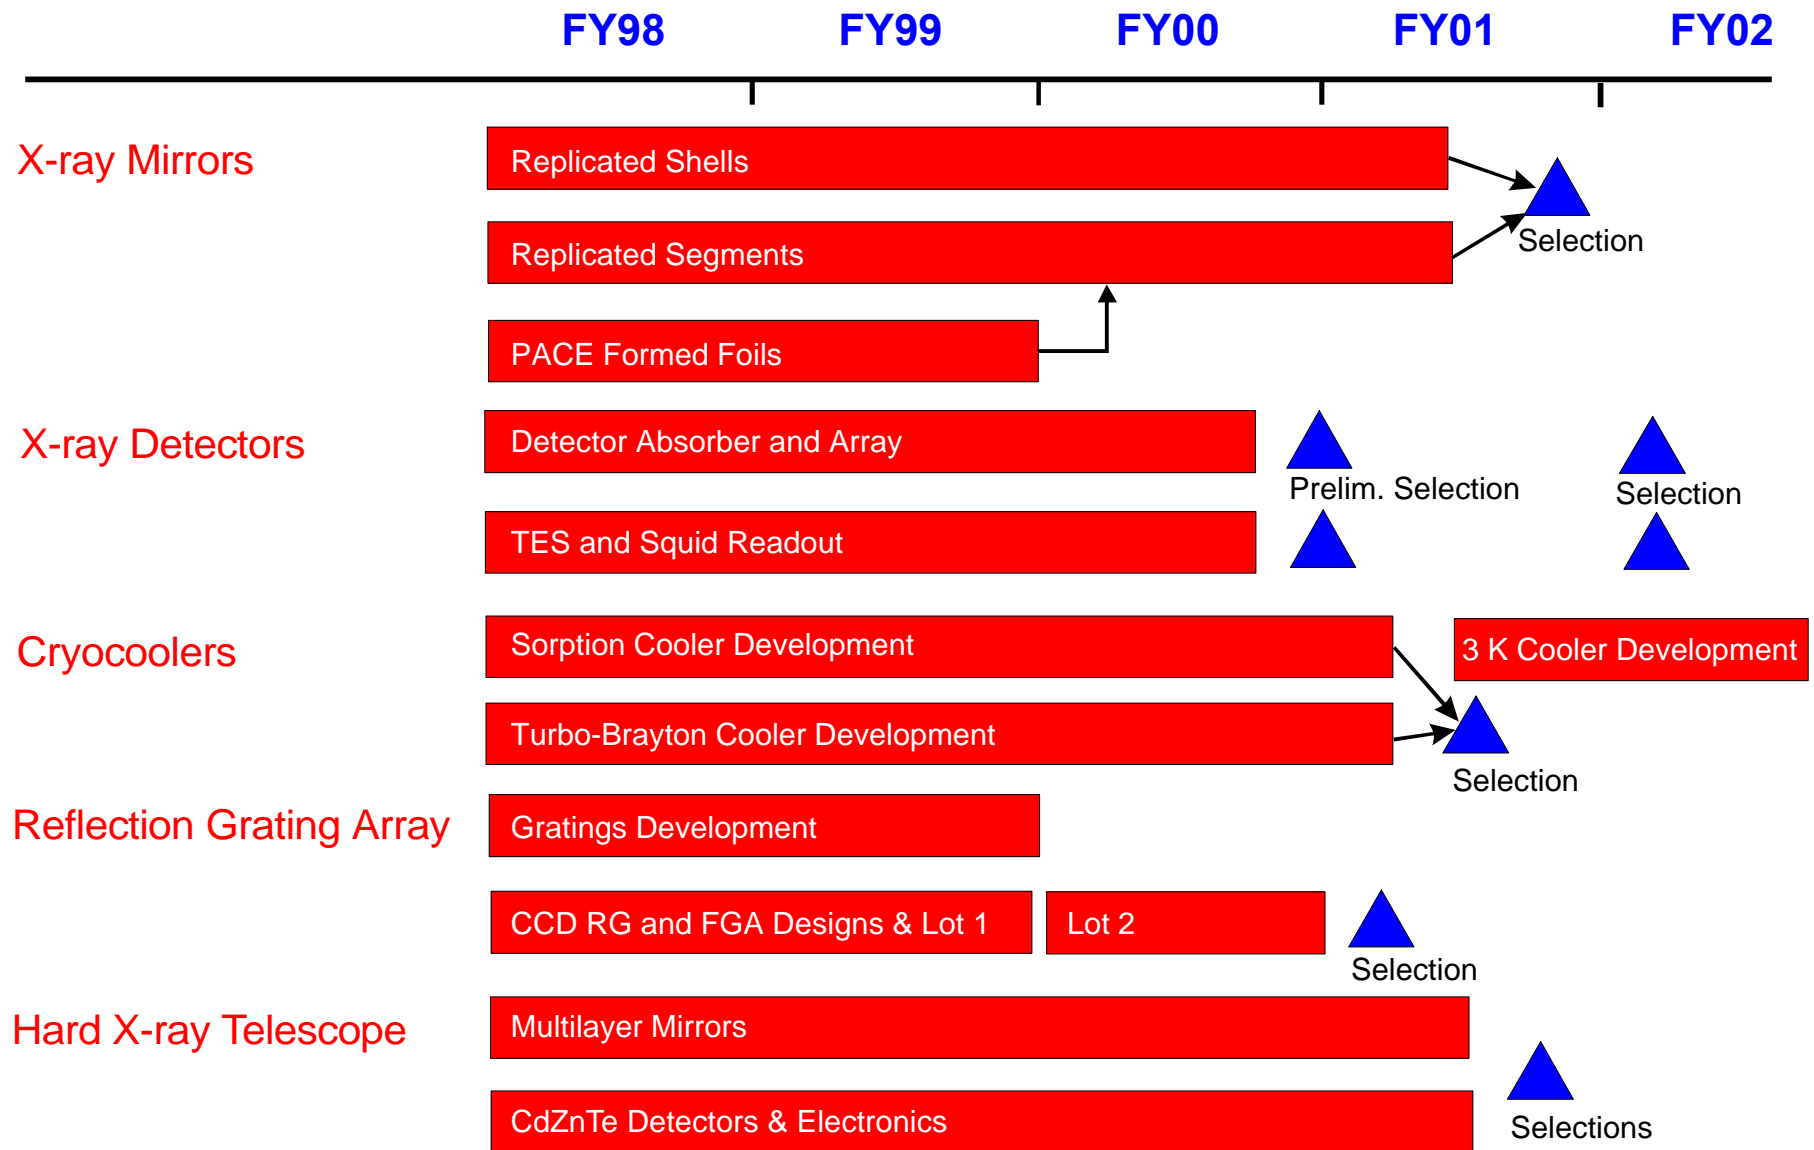 FY98 FY99 FY00 FY01 FY02
X-ray Mirrors
Replicated Shells
Replicated Segments
Selection
PACE Formed Foils
X-ray Detectors
Detector Absorber and Array
Prelim. Selection
Selection
TES and Squid Readout
Cryocoolers
Sorption Cooler Development
3 K Cooler Development
Turbo-Brayton Cooler Development
Selection
Reflection Grating Array
Gratings Development
CCD RG and FGA Designs & Lot 1
Lot 2
Selection
Hard X-ray Telescope
Multilayer Mirrors
CdZnTe Detectors & Electronics
Selections